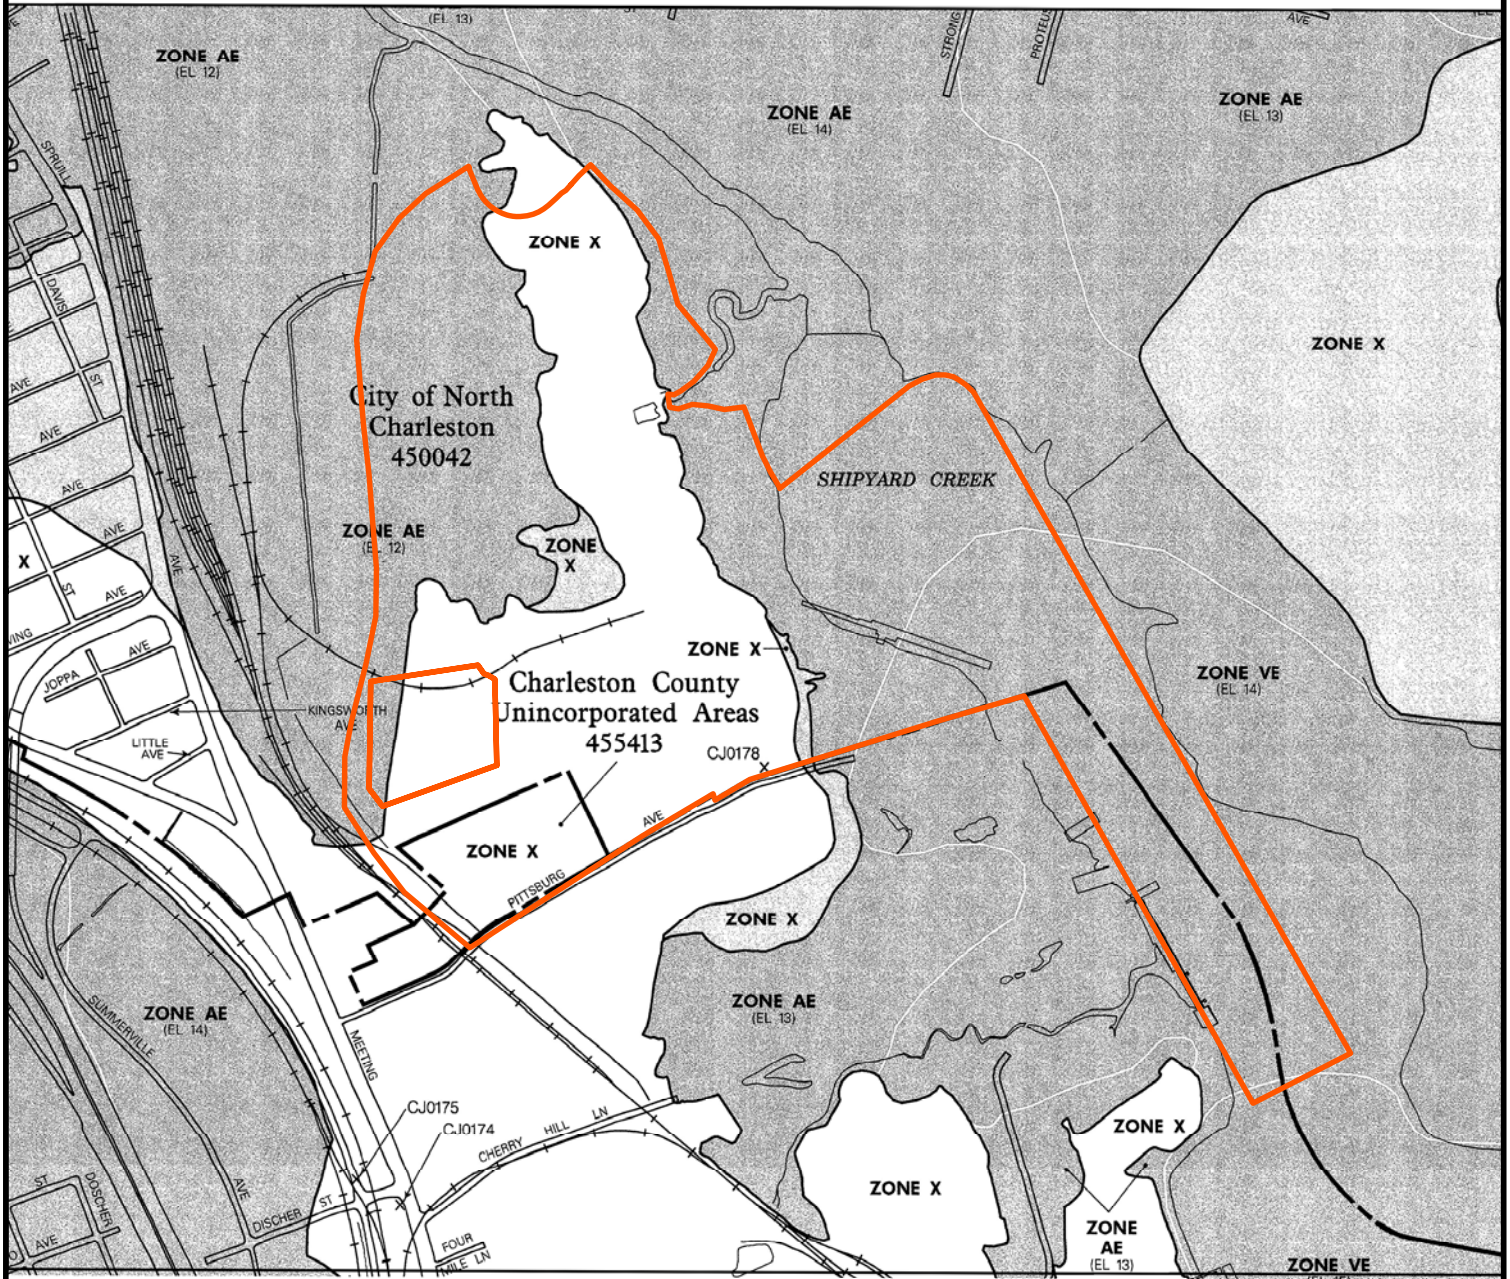 (EL 13)
STRONG
PROTEUS
AVE
ZONE AE
(EL 12)
ZONE AE
(EL 14)
ZONE AE
(EL 13)
SPRUILL
ZONE X
DAVIS
ZONE X
AVE
ST
City of North
Charleston
450042
AVE
SHIPYARD CREEK
AVE
AVE
ZONE AE
(EL 12)
ZONE
X
X
AVE
ST
AVE
AVE
ZONE X
ZONE VE
(EL 14)
JOPPA
KINGSWORTH
AVE
Charleston County
Unincorporated Areas
455413
LITTLE
AVE
CJ0178
AVE
ZONE X
PITTSBURG
ZONE X
ZONE AE
(EL 13)
ZONE AE
(EL 14)
SUMMERVILLE
MEETING
CJ0175
CJ0174
CHERRY HILL LN
ZONE X
ZONE X
ST
DOSCHER
AVE
DISCHER ST
AVE
FOUR
MILE LN
ZONE
AE
(EL 13)
ZONE VE